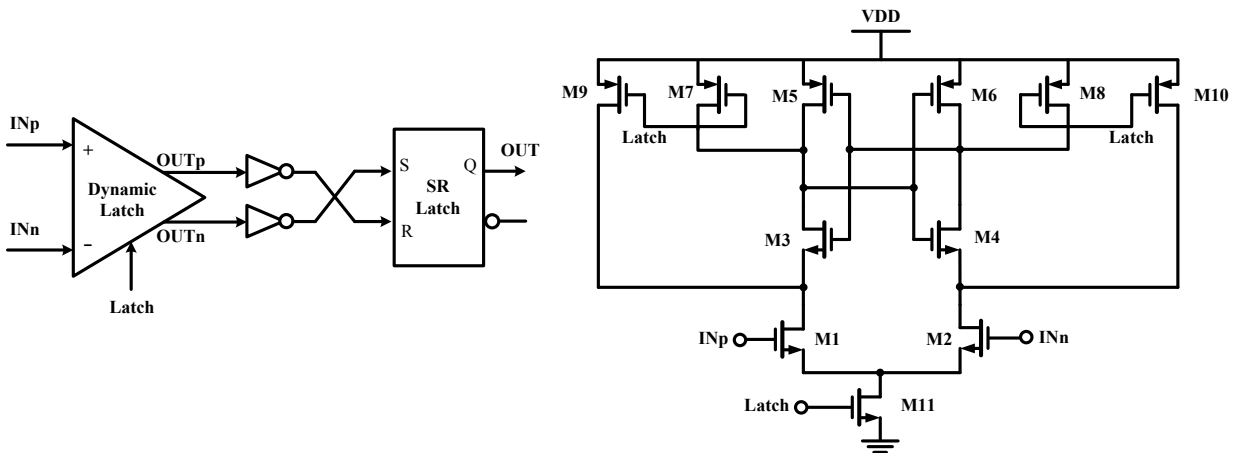 INp
INn
+
-
Dynamic
Latch
OUTp
OUTn
Latch
S
R
Q
SR
Latch
OUT
VDD
M9
M7
M5
M6
M8
M10
Latch
Latch
M3
M4
INp
M1
M2
INn
Latch
M11